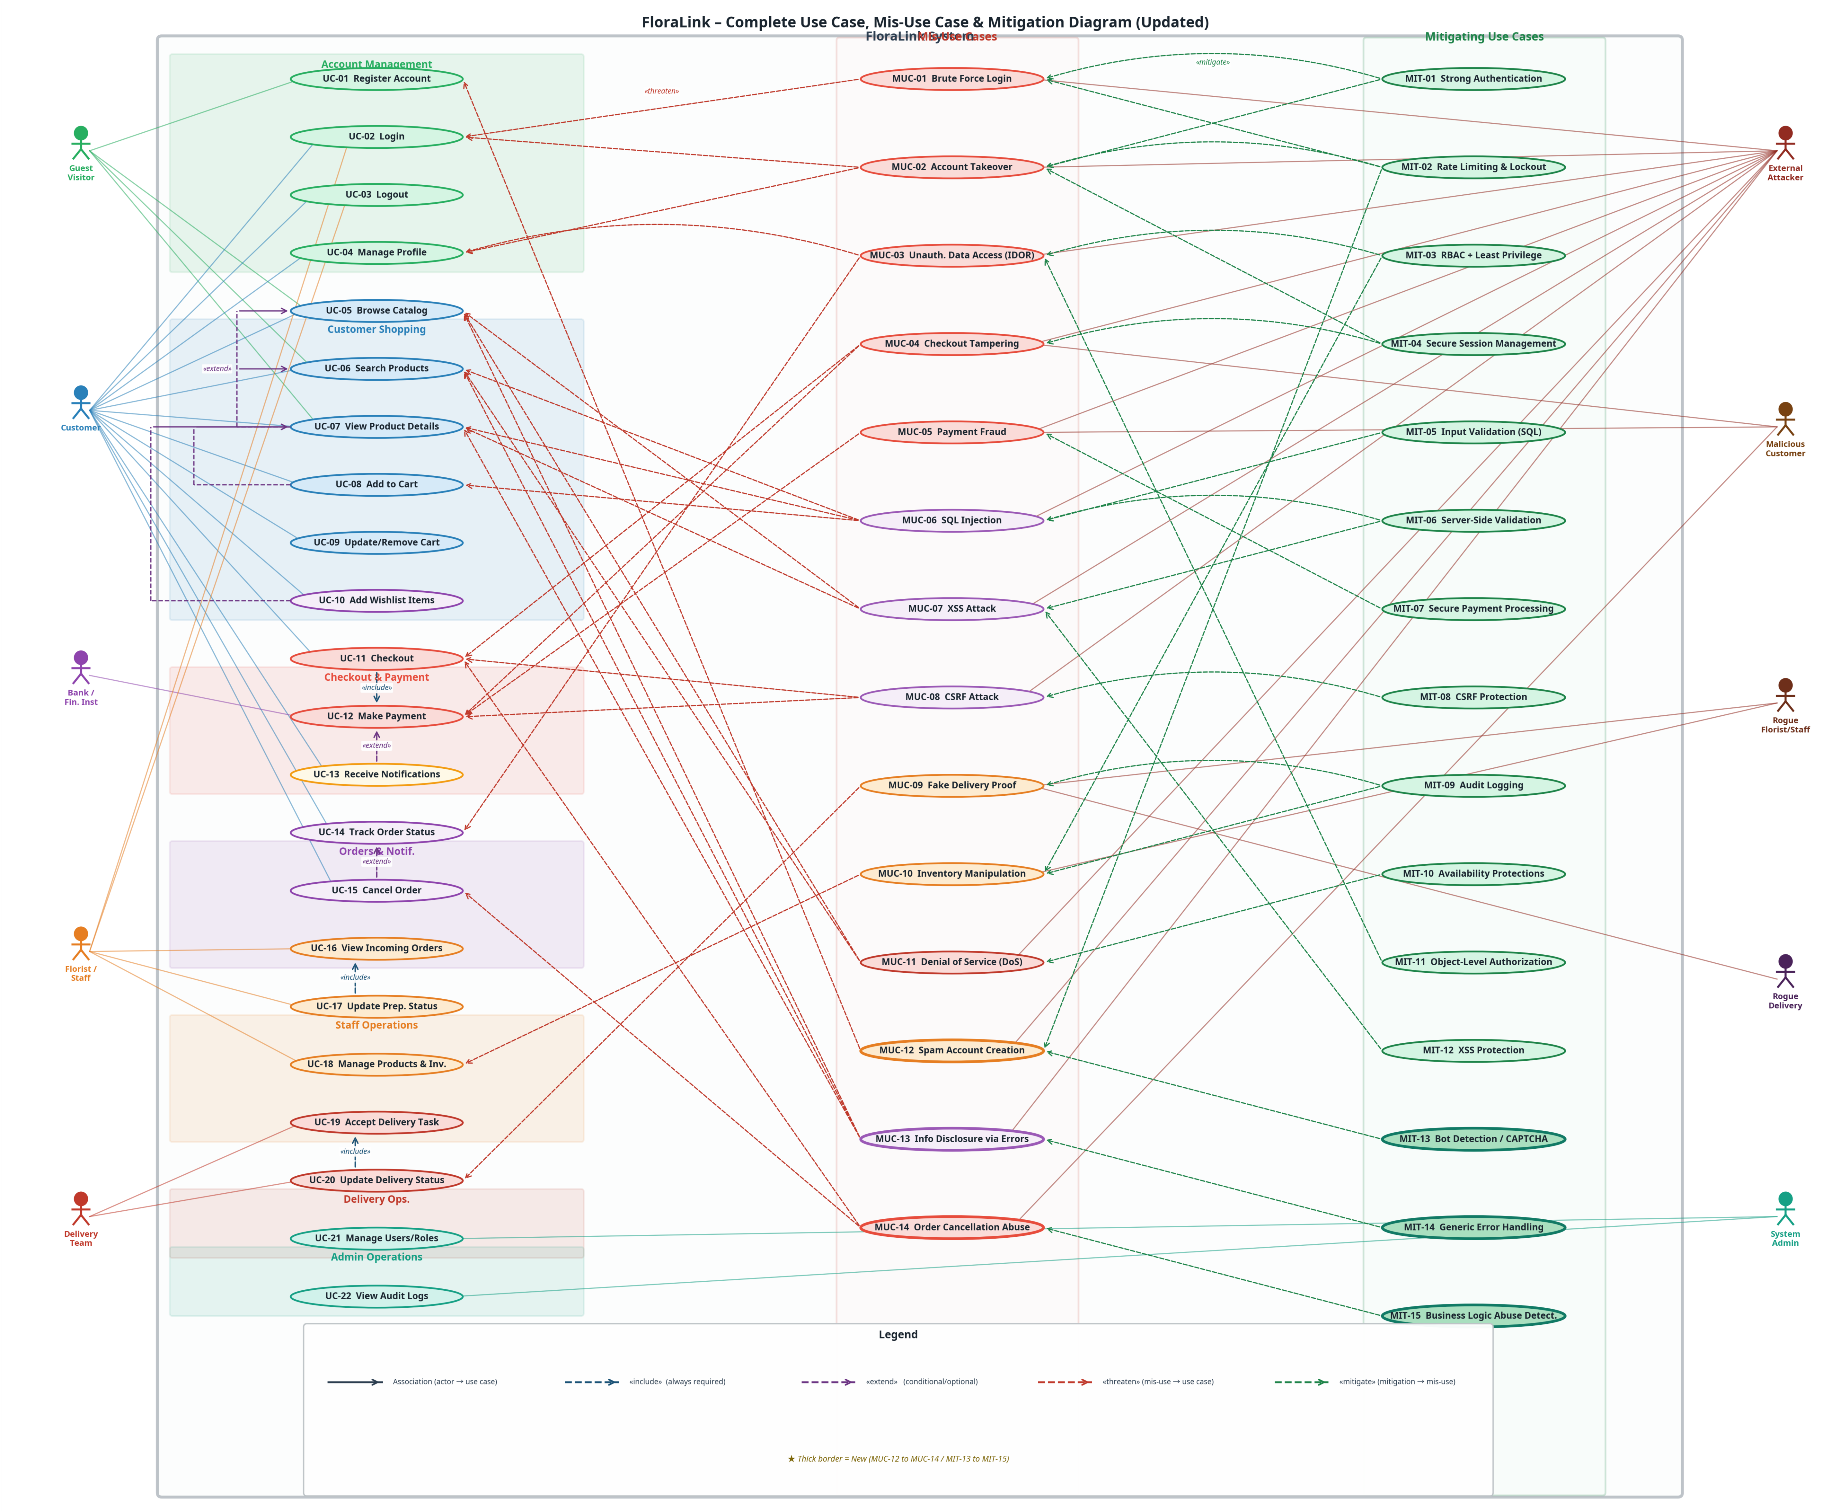 FloraLink – Complete Use Case, Mis-Use Case & Mitigation Diagram (Updated)
FloraLink System
Mis-Use Cases
Mitigating Use Cases
Guest
Visitor
Customer
Bank /
Fin. Inst
Florist /
Staff
Delivery
Team
Account Management
UC-01 Register Account
UC-02 Login
UC-03 Logout
UC-04 Manage Profile
UC-05 Browse Catalog
Customer Shopping
«extend»
UC-06 Search Products
UC-07 View Product Details
UC-08 Add to Cart
UC-09 Update/Remove Cart
UC-10 Add Wishlist Items
UC-11 Checkout
Checkout & Payment
«include»
UC-12 Make Payment
«extend»
UC-13 Receive Notifications
UC-14 Track Order Status
Orders & Notif.
«extend»
UC-15 Cancel Order
UC-16 View Incoming Orders
«include»
UC-17 Update Prep. Status
Staff Operations
UC-18 Manage Products & Inv.
UC-19 Accept Delivery Task
«include»
UC-20 Update Delivery Status
Delivery Ops.
UC-21 Manage Users/Roles
Admin Operations
UC-22 View Audit Logs
«threaten»
MUC-01 Brute Force Login
MUC-02 Account Takeover
MUC-03 Unauth. Data Access (IDOR)
MUC-04 Checkout Tampering
MUC-05 Payment Fraud
MUC-06 SQL Injection
MUC-07 XSS Attack
MUC-08 CSRF Attack
MUC-09 Fake Delivery Proof
MUC-10 Inventory Manipulation
MUC-11 Denial of Service (DoS)
MUC-12 Spam Account Creation
MUC-13 Info Disclosure via Errors
MUC-14 Order Cancellation Abuse
«mitigate»
MIT-01 Strong Authentication
MIT-02 Rate Limiting & Lockout
MIT-03 RBAC + Least Privilege
MIT-04 Secure Session Management
MIT-05 Input Validation (SQL)
MIT-06 Server-Side Validation
MIT-07 Secure Payment Processing
MIT-08 CSRF Protection
MIT-09 Audit Logging
MIT-10 Availability Protections
MIT-11 Object-Level Authorization
MIT-12 XSS Protection
MIT-13 Bot Detection / CAPTCHA
MIT-14 Generic Error Handling
MIT-15 Business Logic Abuse Detect.
External
Attacker
Malicious
Customer
Rogue
Florist/Staff
Rogue
Delivery
System
Admin
Legend
Association (actor → use case)
«include» (always required)
«extend» (conditional/optional)
«threaten» (mis-use → use case)
«mitigate» (mitigation → mis-use)
★ Thick border = New (MUC-12 to MUC-14 / MIT-13 to MIT-15)